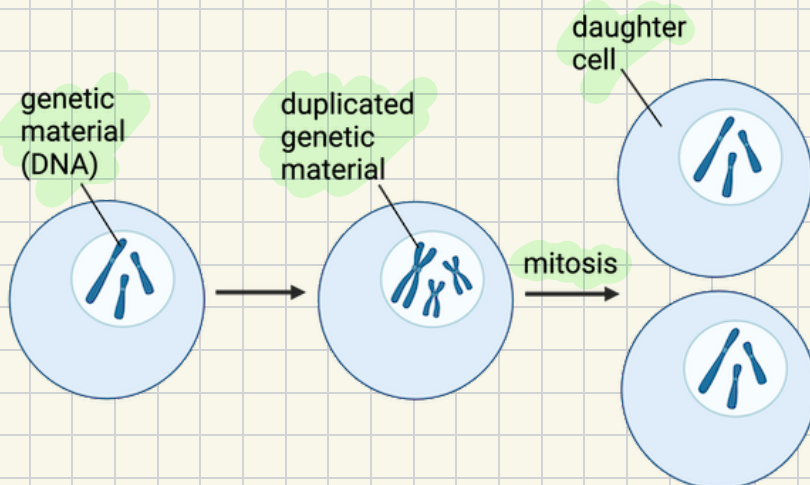 genetic
material
(DNA)
duplicated
genetic
material
mitosis
daughter
cell